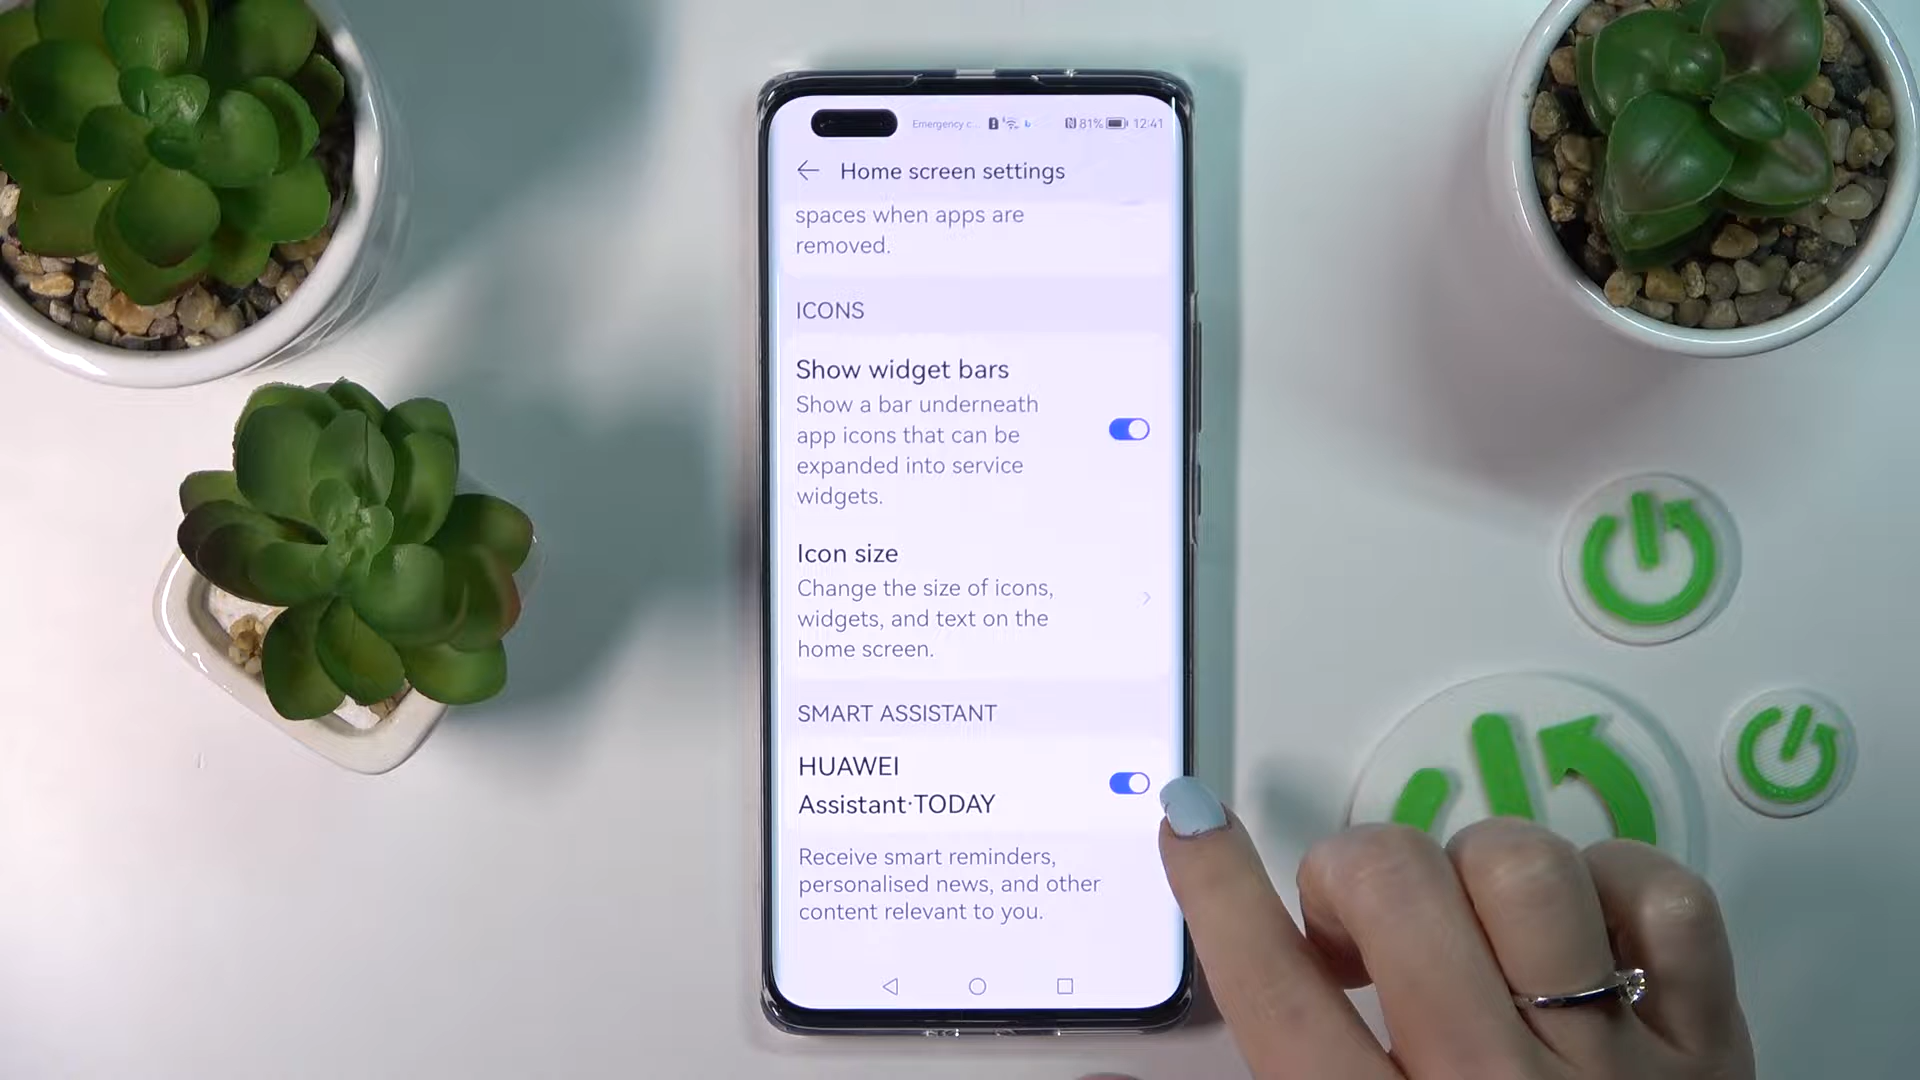 Emergency c... 81% 12:41
Home screen settings
spaces when apps are
removed.
ICONS
Show widget bars
Show a bar underneath
app icons that can be
expanded into service
widgets.
Icon size
Change the size of icons,
widgets, and text on the
home screen.
SMART ASSISTANT
HUAWEI
Assistant·TODAY
Receive smart reminders,
personalised news, and other
content relevant to you.